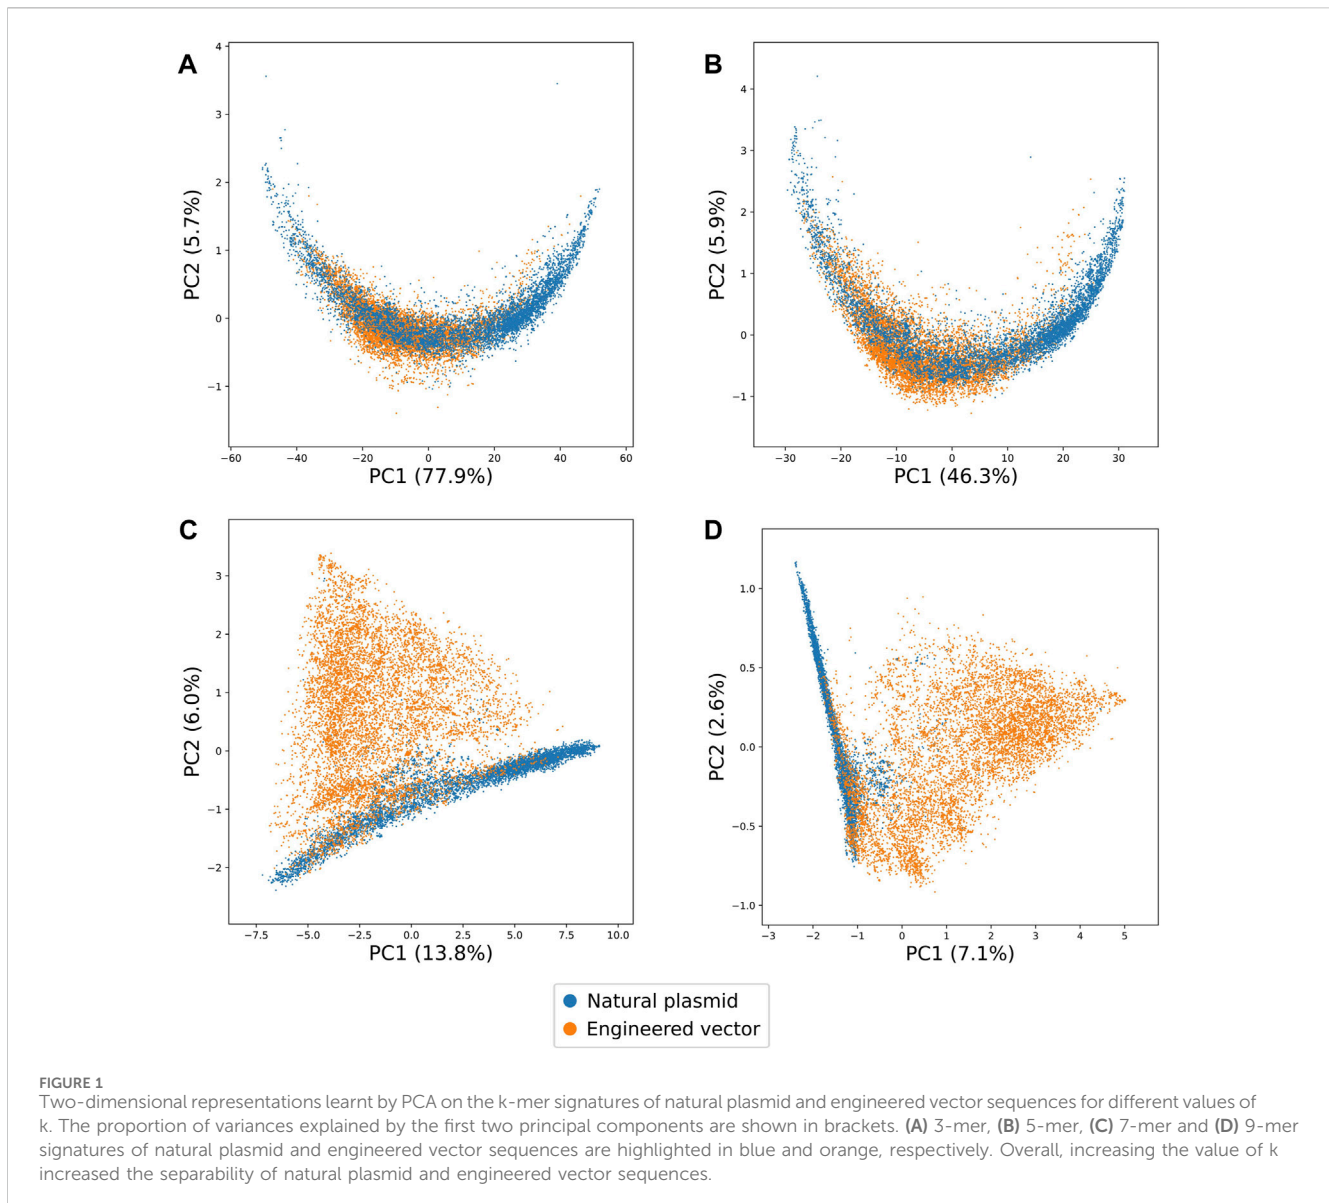 A
4
3
2
1
0
−1
PC2 (5.7%)
−60 −40 −20 0 20 40 60
PC1 (77.9%)
B
4
3
2
1
0
−1
PC2 (5.9%)
−30 −20 −10 0 10 20 30
PC1 (46.3%)
C
3
2
1
0
−1
−2
PC2 (6.0%)
−7.5 −5.0 −2.5 0.0 2.5 5.0 7.5 10.0
PC1 (13.8%)
D
1.0
0.5
0.0
−0.5
−1.0
PC2 (2.6%)
−3 −2 −1 0 1 2 3 4 5
PC1 (7.1%)
Natural plasmid
Engineered vector
FIGURE 1
Two-dimensional representations learnt by PCA on the k-mer signatures of natural plasmid and engineered vector sequences for different values of
k. The proportion of variances explained by the first two principal components are shown in brackets. (A) 3-mer, (B) 5-mer, (C) 7-mer and (D) 9-mer
signatures of natural plasmid and engineered vector sequences are highlighted in blue and orange, respectively. Overall, increasing the value of k
increased the separability of natural plasmid and engineered vector sequences.